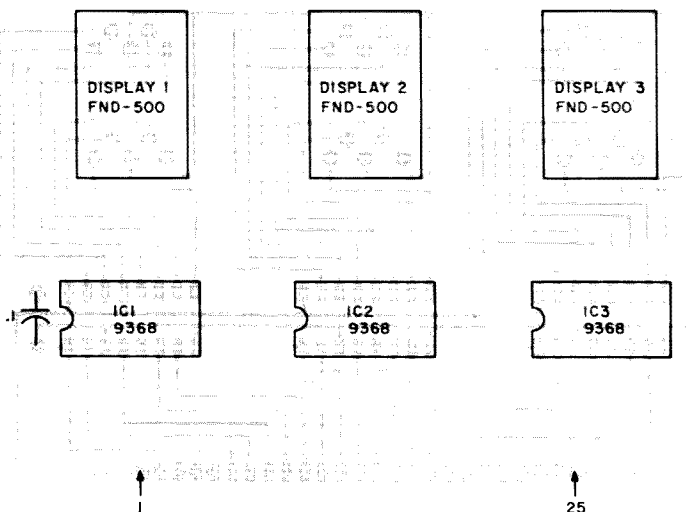 DISPLAY 1
FND-500
DISPLAY 2
FND-500
DISPLAY 3
FND-500
.1
IC1
9368
IC2
9368
IC3
9368
1
25